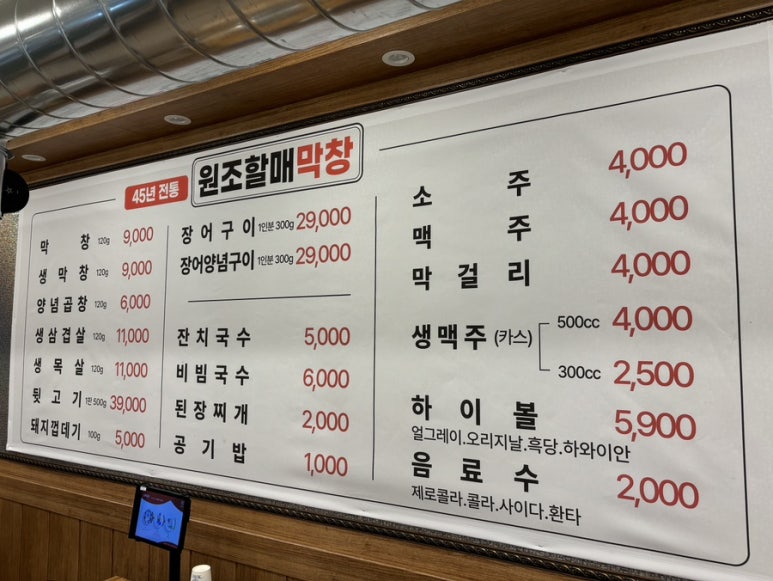 45년 전통 원조할매막창
막창 120g 9,000
생막창 120g 9,000
양념곱창 120g 6,000
생삼겹살 120g 11,000
생목살 120g 11,000
뒷고기 1판 500g 39,000
돼지껍데기 100g 5,000
장어구이 1인분 300g 29,000
장어양념구이 1인분 300g 29,000
잔치국수 5,000
비빔국수 6,000
된장찌개 2,000
공기밥 1,000
소주 4,000
맥주 4,000
막걸리 4,000
생맥주 (카스) 500cc 4,000
300cc 2,500
하이볼 5,900
얼그레이.오리지날.흑당.하와이안
음료수 2,000
제로콜라.콜라.사이다.환타